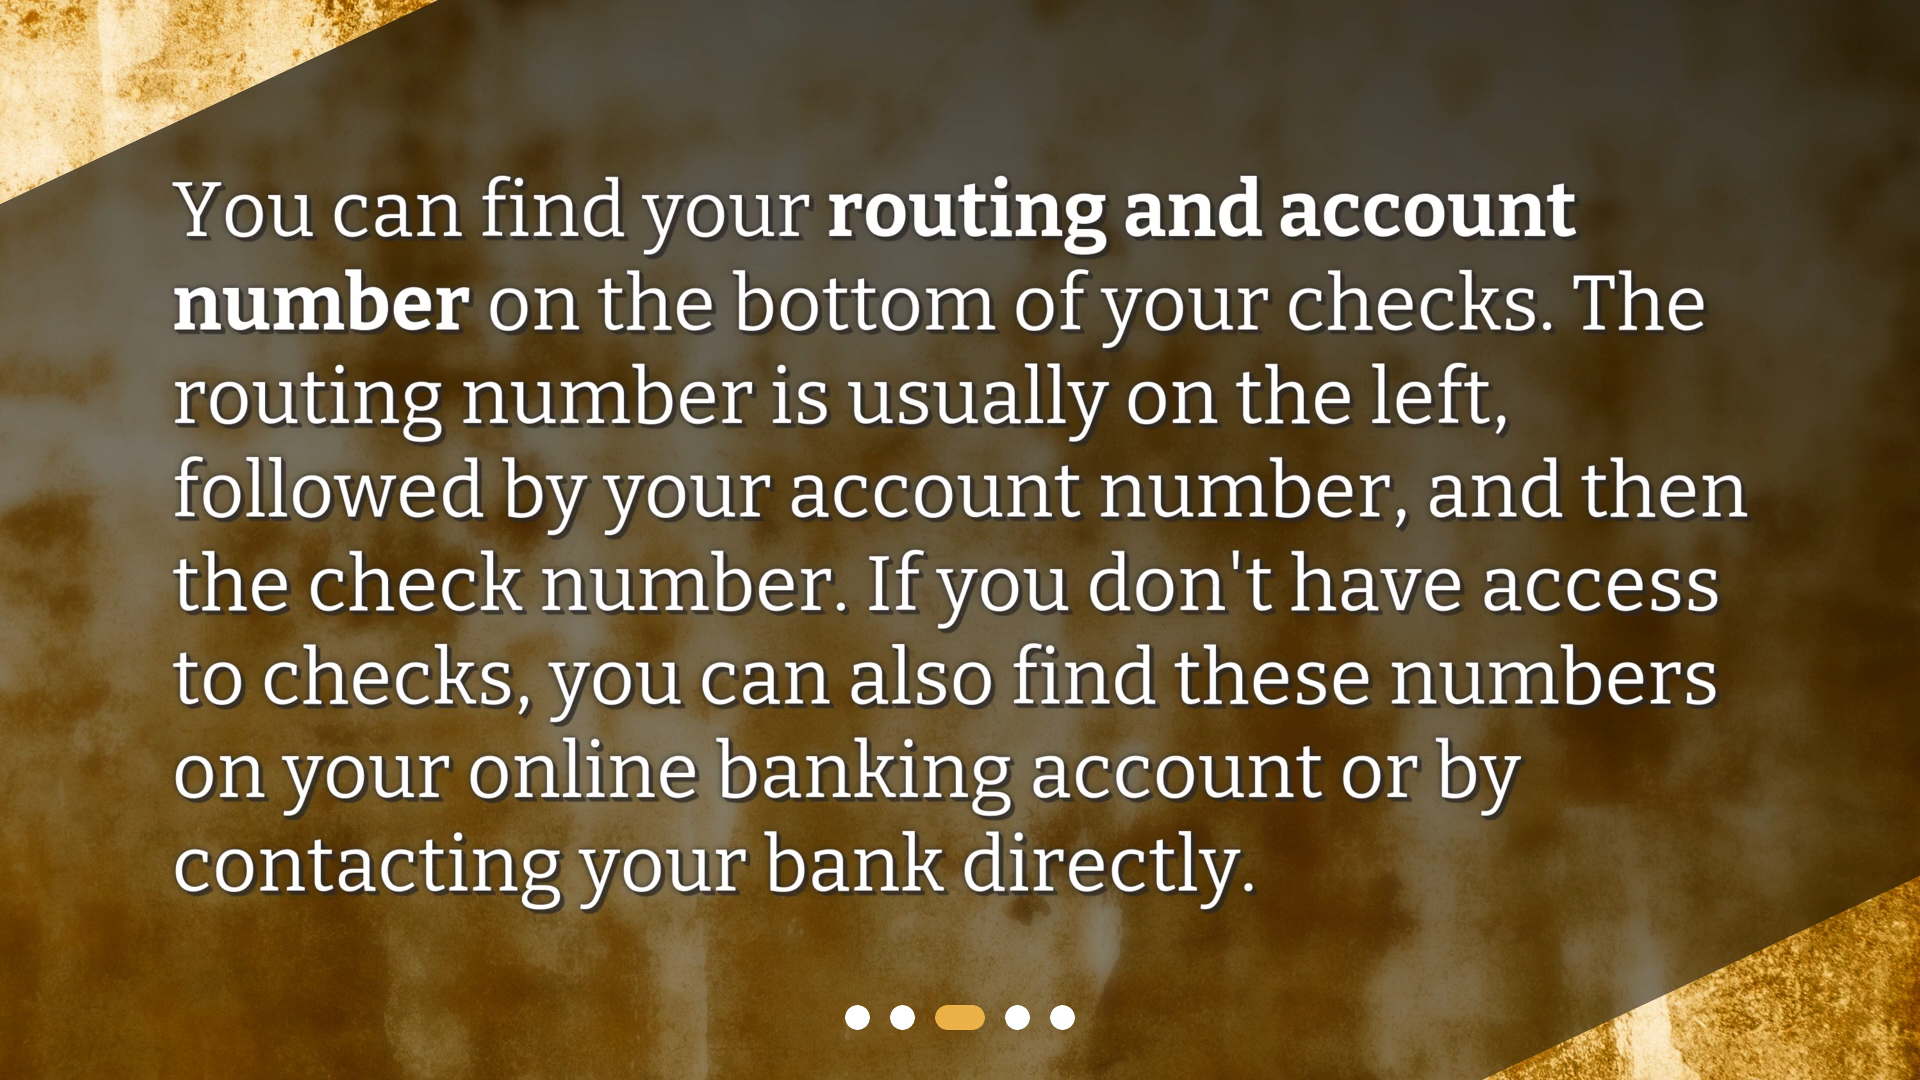 You can find your routing and account
number on the bottom of your checks. The
routing number is usually on the left,
followed by your account number, and then
the check number. If you don't have access
to checks, you can also find these numbers
on your online banking account or by
contacting your bank directly.